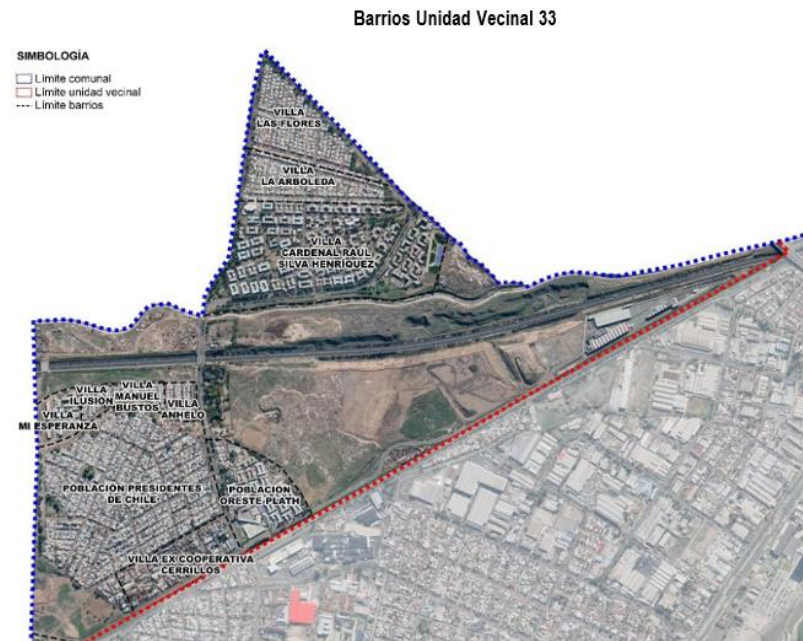 Barrios Unidad Vecinal 33
SIMBOLOGÍA
Límite comunal
Límite unidad vecinal
Límite barrios
VILLA
LAS FLORES
VILLA
LA ARBOLEDA
VILLA
CARDENAL RAÚL
SILVA HENRÍQUEZ
VILLA
ILUSIÓN
VILLA
MANUEL
BUSTOS
VILLA
ANHELO
VILLA
MI ESPERANZA
POBLACIÓN PRESIDENTES
DE CHILE
POBLACIÓN
ORESTE PLATH
VILLA EX COOPERATIVA
CERRILLOS